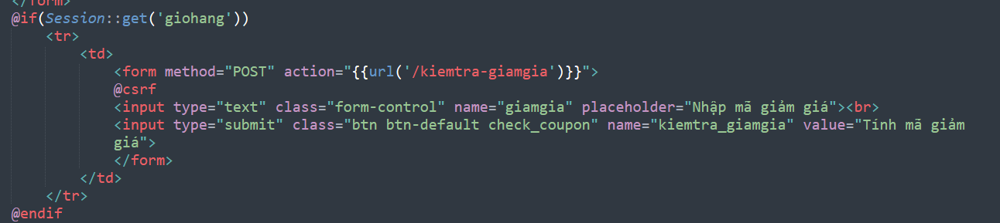 </form>
@if(Session::get('giohang'))
<tr>
<td>
<form method="POST" action="{{url('/kiemtra-giamgia')}}">
@csrf
<input type="text" class="form-control" name="giamgia" placeholder="Nhập mã giảm giá"><br>
<input type="submit" class="btn btn-default check_coupon" name="kiemtra_giamgia" value="Tính mã giảm
giá">
</form>
</td>
</tr>
@endif